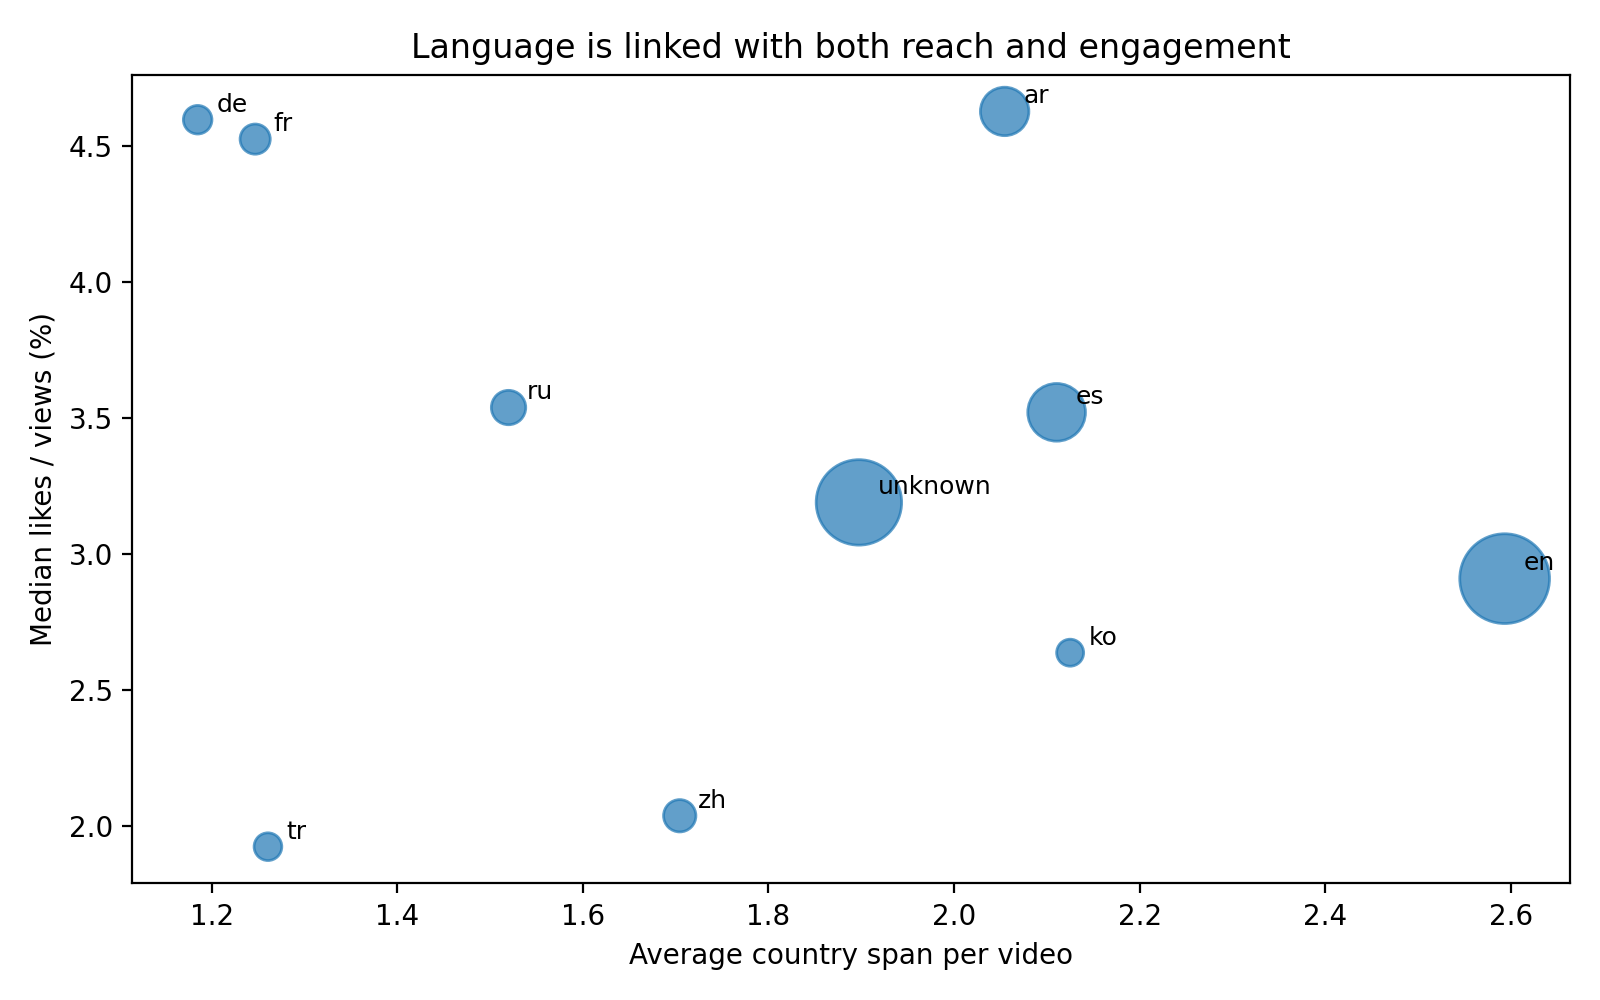 Language is linked with both reach and engagement
de
fr
ar
4.5
4.0
ru
es
3.5
unknown
3.0
en
ko
2.5
zh
2.0
tr
Median likes / views (%)
1.2 1.4 1.6 1.8 2.0 2.2 2.4 2.6
Average country span per video